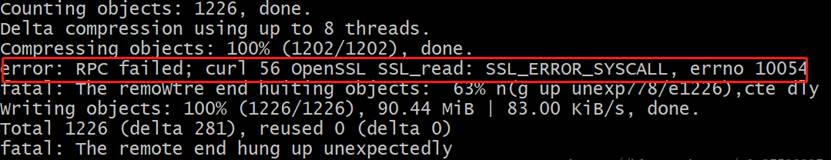 Counting objects: 1226, done.
Delta compression using up to 8 threads.
Compressing objects: 100% (1202/1202), done.
error: RPC failed; curl 56 OpenSSL SSL_read: SSL_ERROR_SYSCALL, errno 10054
fatal: The remoWtre end huiting objects:  63% n(g up unexp778/e1226),cte dly
Writing objects: 100% (1226/1226), 90.44 MiB | 83.00 KiB/s, done.
Total 1226 (delta 281), reused 0 (delta 0)
fatal: The remote end hung up unexpectedly